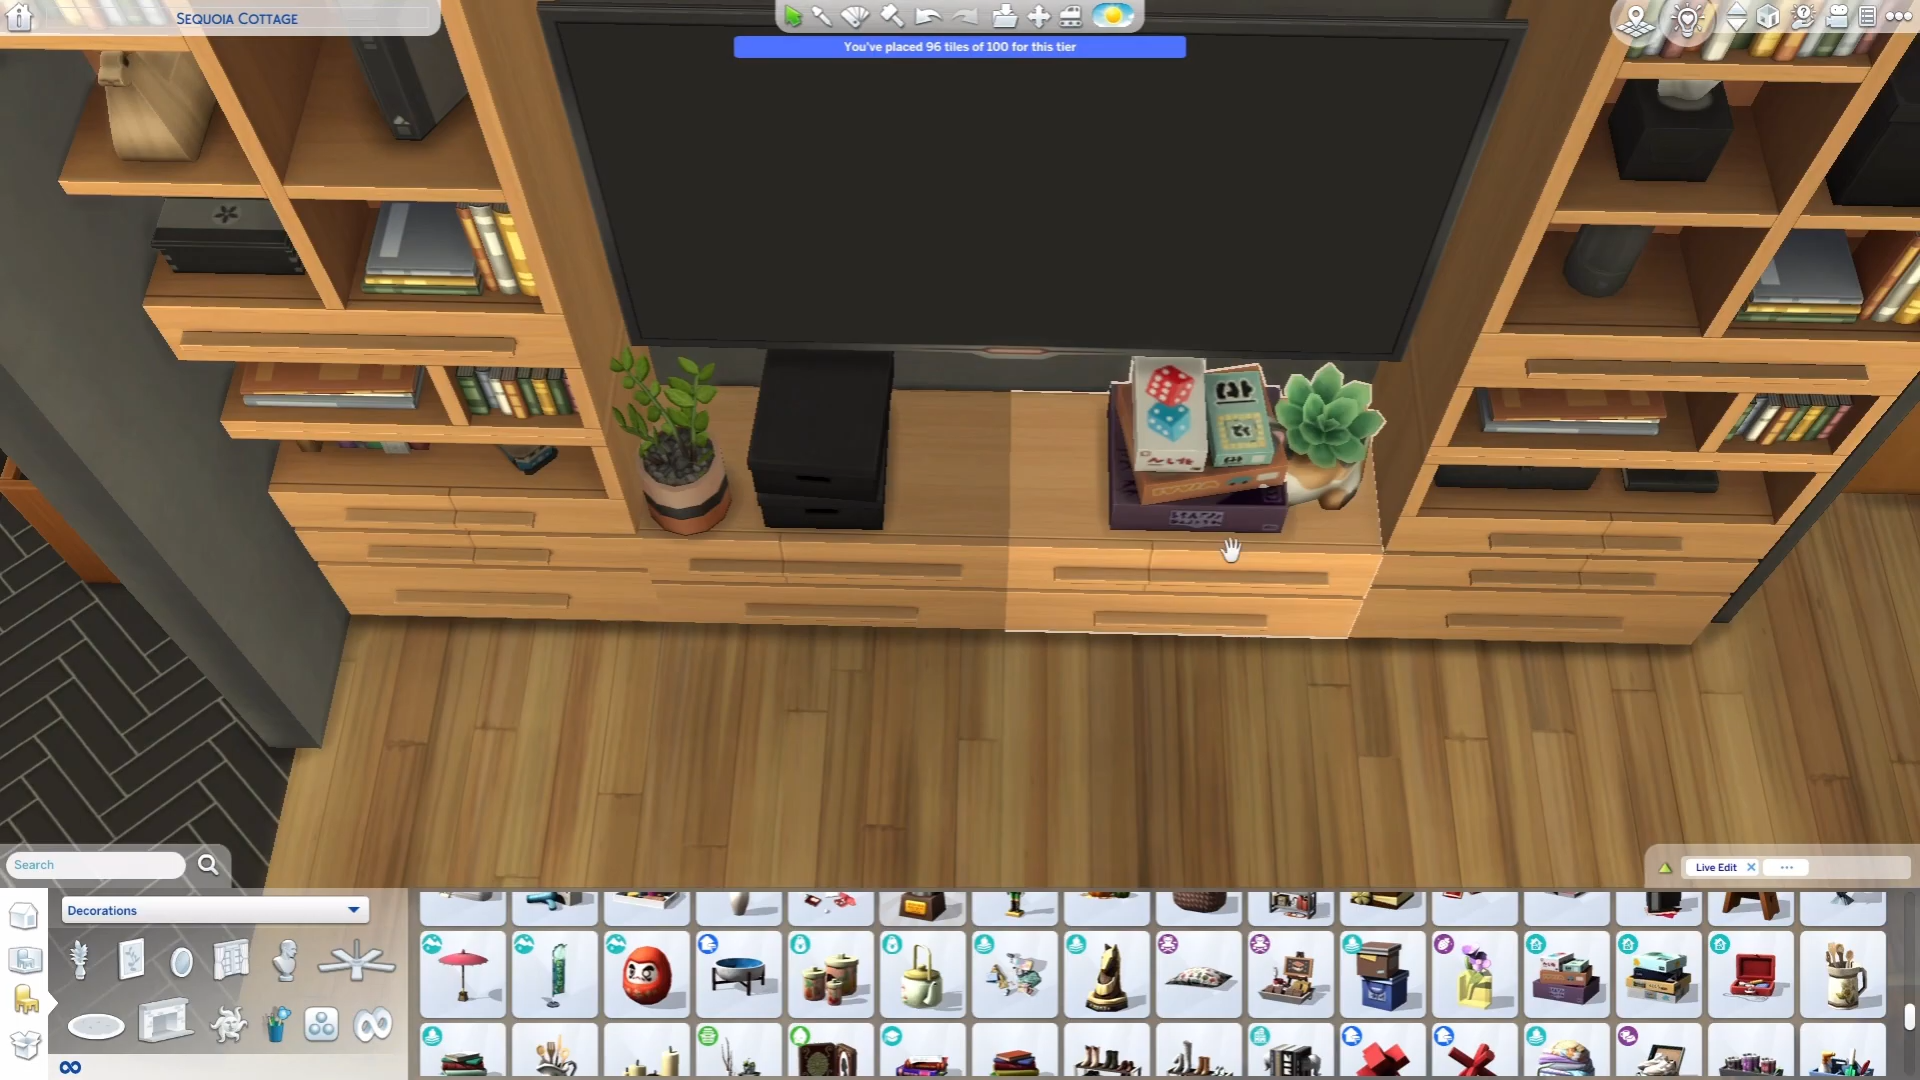 SEQUOIA COTTAGE
You've placed 96 tiles of 100 for this tier
Search
Live Edit
Decorations